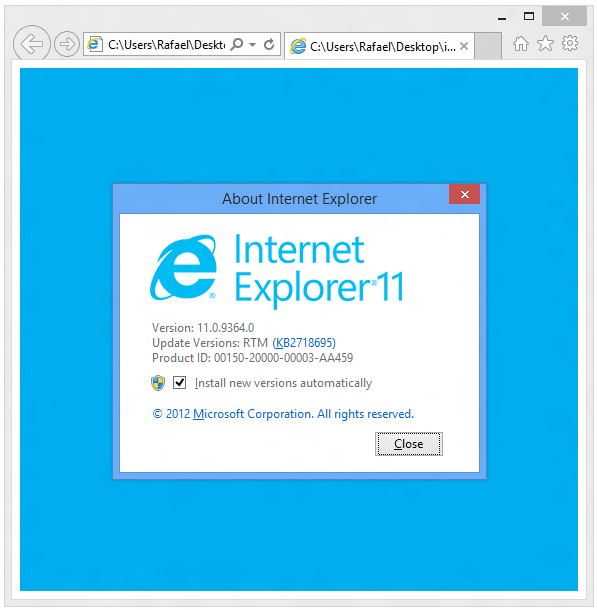 C:\Users\Rafael\Deskt
C:\Users\Rafael\Desktop\i...
About Internet Explorer
Internet
Explorer®11
Version: 11.0.9364.0
Update Versions: RTM (KB2718695)
Product ID: 00150-20000-00003-AA459
Install new versions automatically
© 2012 Microsoft Corporation. All rights reserved.
Close